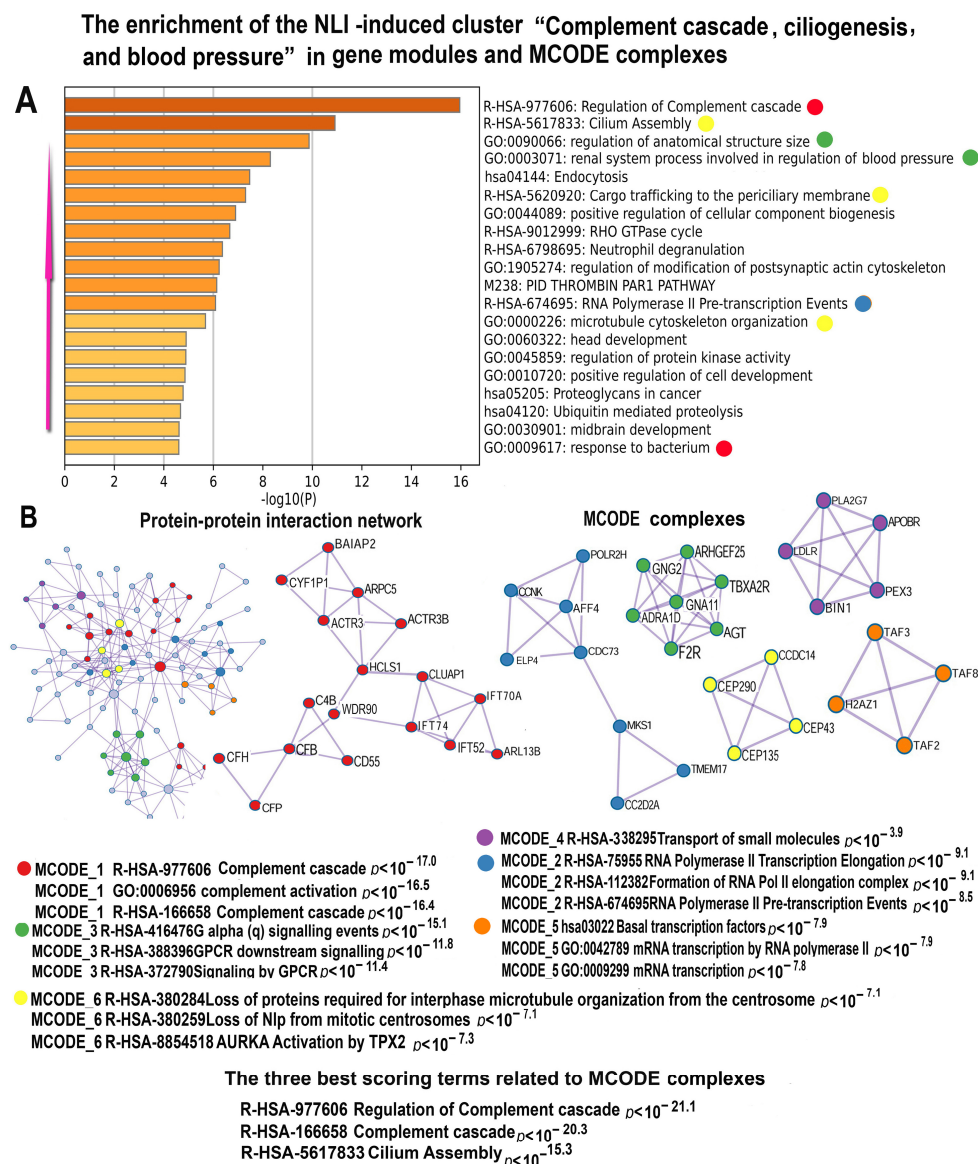 The enrichment of the NLI -induced cluster “Complement cascade, ciliogenesis,
and blood pressure” in gene modules and MCODE complexes
A
R-HSA-977606: Regulation of Complement cascade
R-HSA-5617833: Cilium Assembly
GO:0090066: regulation of anatomical structure size
GO:0003071: renal system process involved in regulation of blood pressure
hsa04144: Endocytosis
R-HSA-5620920: Cargo trafficking to the periciliary membrane
GO:0044089: positive regulation of cellular component biogenesis
R-HSA-9012999: RHO GTPase cycle
R-HSA-6798695: Neutrophil degranulation
GO:1905274: regulation of modification of postsynaptic actin cytoskeleton
M238: PID THROMBIN PAR1 PATHWAY
R-HSA-674695: RNA Polymerase II Pre-transcription Events
GO:0000226: microtubule cytoskeleton organization
GO:0060322: head development
GO:0045859: regulation of protein kinase activity
GO:0010720: positive regulation of cell development
hsa05205: Proteoglycans in cancer
hsa04120: Ubiquitin mediated proteolysis
GO:0030901: midbrain development
GO:0009617: response to bacterium
0 2 4 6 8 10 12 14 16
-log10(P)
B
Protein-protein interaction network
BAIAP2
CYF1P1
ARPC5
ACTR3
ACTR3B
HCLS1
CLUAP1
C4B
WDR90
IFT70A
IFT74
IFT52
ARL13B
CFH
CFB
CD55
CFP
MCODE complexes
POLR2H
CCNK
AFF4
ELP4
CDC73
MKS1
TMEM17
CC2D2A
ARHGEF25
GNG2
TBXA2R
GNA11
ADRA1D
AGT
F2R
CCDC14
CEP290
CEP43
CEP135
PLA2G7
APOBR
LDLR
PEX3
BIN1
TAF3
TAF8
H2AZ1
TAF2
MCODE_1 R-HSA-977606 Complement cascade p<10⁻¹⁷·⁰
MCODE_1 GO:0006956 complement activation p<10⁻¹⁶·⁵
MCODE_1 R-HSA-166658 Complement cascade p<10⁻¹⁶·⁴
MCODE_3 R-HSA-416476G alpha (q) signalling events p<10⁻¹⁵·¹
MCODE_3 R-HSA-388396GPCR downstream signalling p<10⁻¹¹·⁸
MCODE_3 R-HSA-372790Signaling by GPCR p<10⁻¹¹·⁴
MCODE_4 R-HSA-338295Transport of small molecules p<10⁻³·⁹
MCODE_2 R-HSA-75955 RNA Polymerase II Transcription Elongation p<10⁻⁹·¹
MCODE_2 R-HSA-112382Formation of RNA Pol II elongation complex p<10⁻⁹·¹
MCODE_2 R-HSA-674695RNA Polymerase II Pre-transcription Events p<10⁻⁸·⁵
MCODE_5 hsa03022 Basal transcription factors p<10⁻⁷·⁹
MCODE_5 GO:0042789 mRNA transcription by RNA polymerase II p<10⁻⁷·⁹
MCODE_5 GO:0009299 mRNA transcription p<10⁻⁷·⁸
MCODE_6 R-HSA-380284Loss of proteins required for interphase microtubule organization from the centrosome p<10⁻⁷·¹
MCODE_6 R-HSA-380259Loss of Nlp from mitotic centrosomes p<10⁻⁷·¹
MCODE_6 R-HSA-8854518 AURKA Activation by TPX2 p<10⁻⁷·³
The three best scoring terms related to MCODE complexes
R-HSA-977606 Regulation of Complement cascade p<10⁻²¹·¹
R-HSA-166658 Complement cascade p<10⁻²⁰·³
R-HSA-5617833 Cilium Assembly p<10⁻¹⁵·³